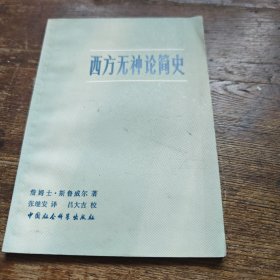 西方无神论简史
詹姆士·斯鲁威尔 著
张继安 译 吕大吉 校
中国社会科学出版社